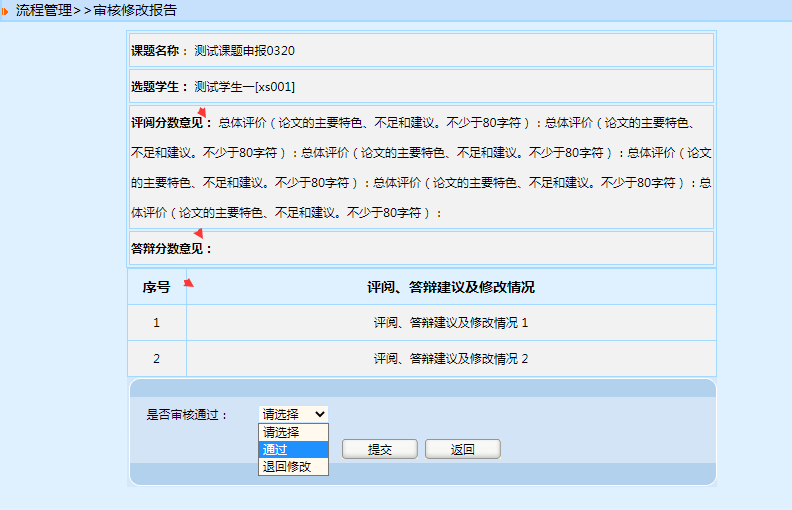 流程管理>>审核修改报告
课题名称： 测试课题申报0320
选题学生： 测试学生一[xs001]
评阅分数意见： 总体评价（论文的主要特色、不足和建议。不少于80字符）：总体评价（论文的主要特色、
不足和建议。不少于80字符）：总体评价（论文的主要特色、不足和建议。不少于80字符）：总体评价（论文
的主要特色、不足和建议。不少于80字符）：总体评价（论文的主要特色、不足和建议。不少于80字符）：总
体评价（论文的主要特色、不足和建议。不少于80字符）：
答辩分数意见：
序号 评阅、答辩建议及修改情况
1 评阅、答辩建议及修改情况 1
2 评阅、答辩建议及修改情况 2
是否审核通过： 请选择
请选择
通过 提交 返回
退回修改